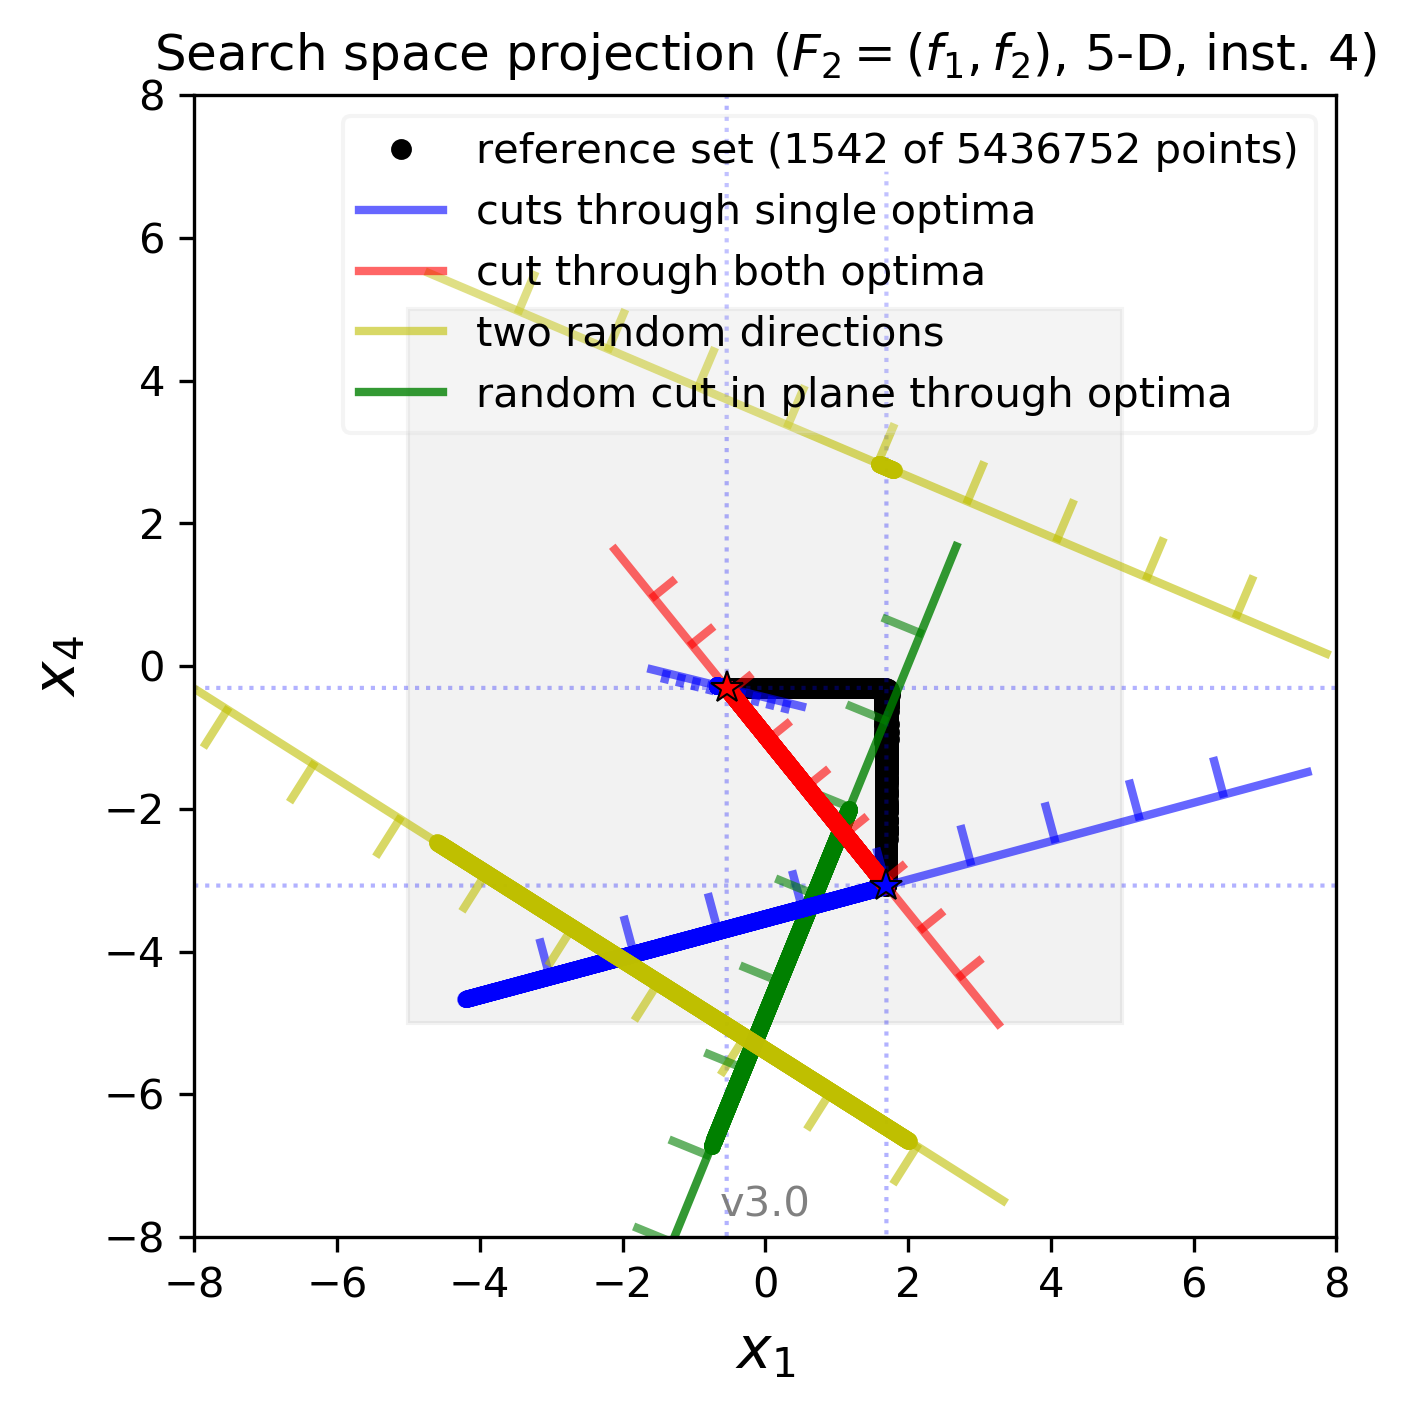 Search space projection (F₂ = (f₁, f₂), 5-D, inst. 4)
reference set (1542 of 5436752 points)
cuts through single optima
cut through both optima
two random directions
random cut in plane through optima
8
6
4
2
0
−2
−4
−6
−8
x₄
v3.0
−8 −6 −4 −2 0 2 4 6 8
x₁